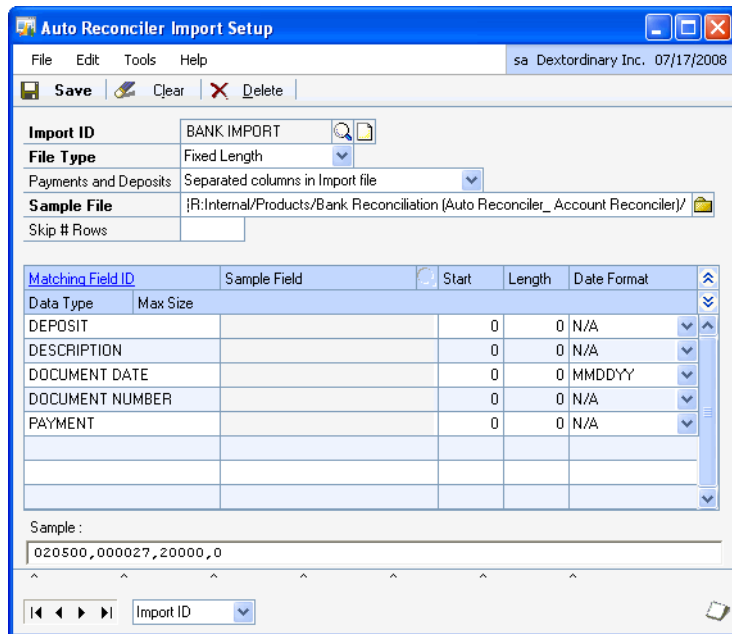 Auto Reconciler Import Setup
File Edit Tools Help sa Dextordinary Inc. 07/17/2008
Save Clear Delete
Import ID BANK IMPORT
File Type Fixed Length
Payments and Deposits Separated columns in Import file
Sample File |R:Internal/Products/Bank Reconciliation (Auto Reconciler_ Account Reconciler)/
Skip # Rows
Matching Field ID Sample Field Start Length Date Format
Data Type Max Size
DEPOSIT 0 0 N/A
DESCRIPTION 0 0 N/A
DOCUMENT DATE 0 0 MMDDYY
DOCUMENT NUMBER 0 0 N/A
PAYMENT 0 0 N/A
Sample :
020500,000027,20000,0
^ ^ ^ ^ ^ ^ ^
Import ID